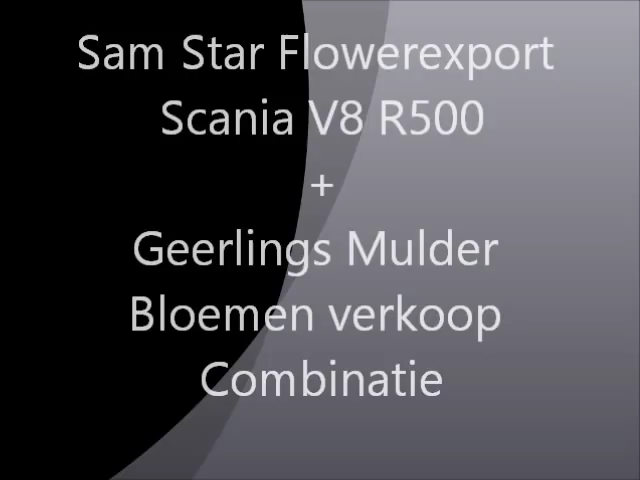 Sam Star Flowerexport
Scania V8 R500
+
Geerlings Mulder
Bloemen verkoop
Combinatie